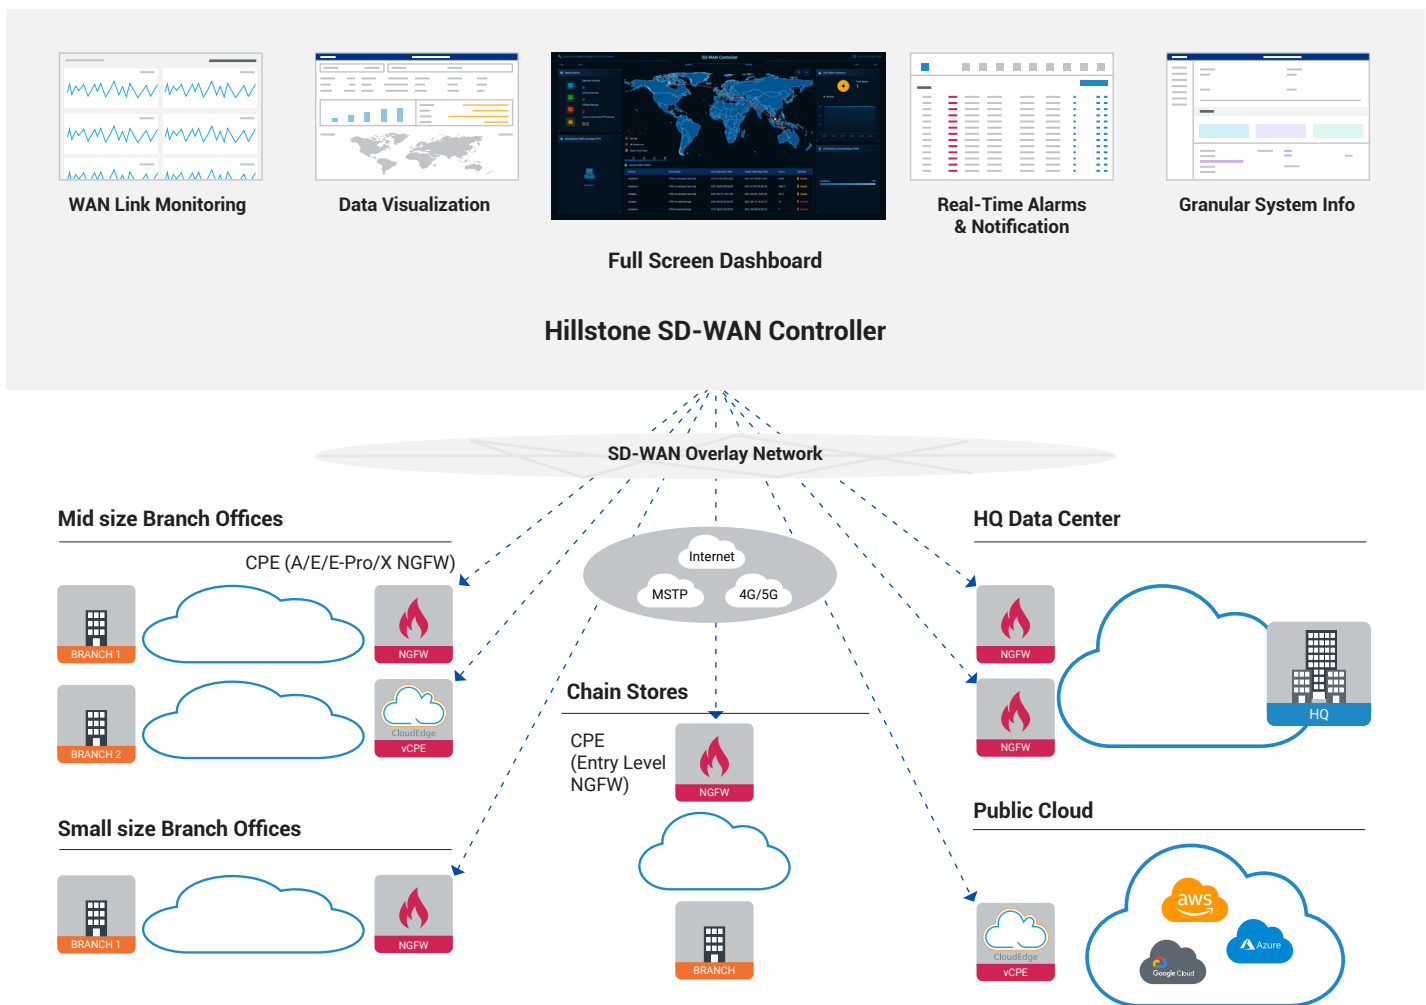 SD-WAN Controller
WAN Link Monitoring
Data Visualization
Full Screen Dashboard
Real-Time Alarms
& Notification
Granular System Info
Hillstone SD-WAN Controller
SD-WAN Overlay Network
Mid size Branch Offices
CPE (A/E/E-Pro/X NGFW)
BRANCH 1
NGFW
BRANCH 2
CloudEdge
vCPE
Small size Branch Offices
BRANCH 1
NGFW
Internet
MSTP
4G/5G
Chain Stores
CPE
(Entry Level
NGFW)
NGFW
BRANCH
HQ Data Center
NGFW
NGFW
HQ
Public Cloud
CloudEdge
vCPE
aws
Azure
Google Cloud